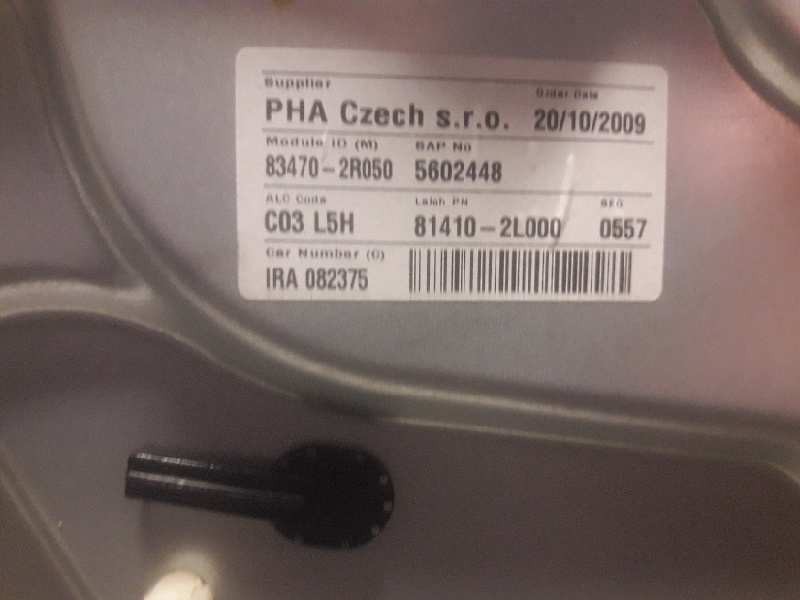 Supplier Order Date
PHA Czech s.r.o. 20/10/2009
Module ID (M) SAP No
83470-2R050 5602448
ALC Code Latch PN SEQ
C03 L5H 81410-2L000 0557
Car Number (C)
IRA 082375